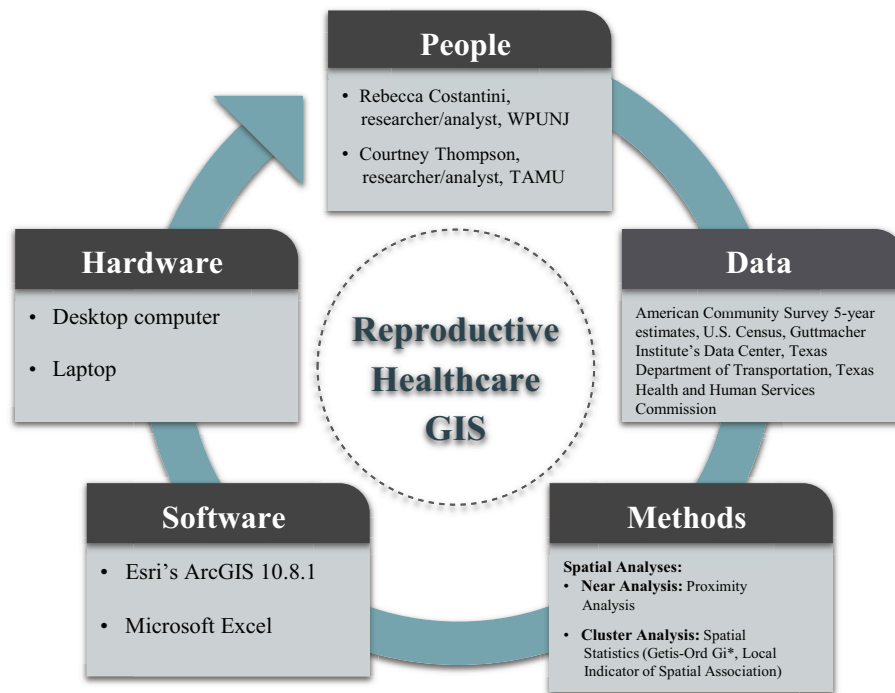 People
• Rebecca Costantini,
researcher/analyst, WPUNJ
• Courtney Thompson,
researcher/analyst, TAMU
Data
American Community Survey 5-year
estimates, U.S. Census, Guttmacher
Institute’s Data Center, Texas
Department of Transportation, Texas
Health and Human Services
Commission
Methods
Spatial Analyses:
• Near Analysis: Proximity
Analysis
• Cluster Analysis: Spatial
Statistics (Getis-Ord Gi*, Local
Indicator of Spatial Association)
Software
• Esri’s ArcGIS 10.8.1
• Microsoft Excel
Hardware
• Desktop computer
• Laptop
Reproductive
Healthcare
GIS